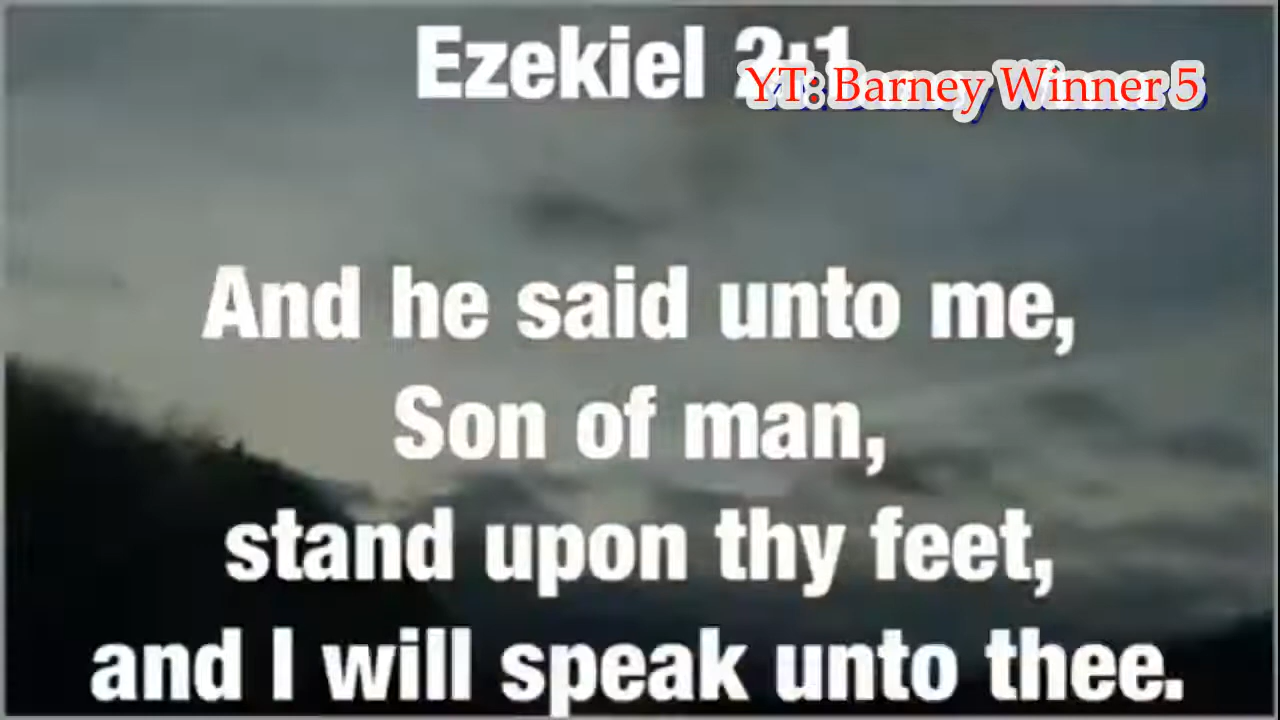 Ezekiel 2:1
YT: Barney Winner 5
And he said unto me,
Son of man,
stand upon thy feet,
and I will speak unto thee.